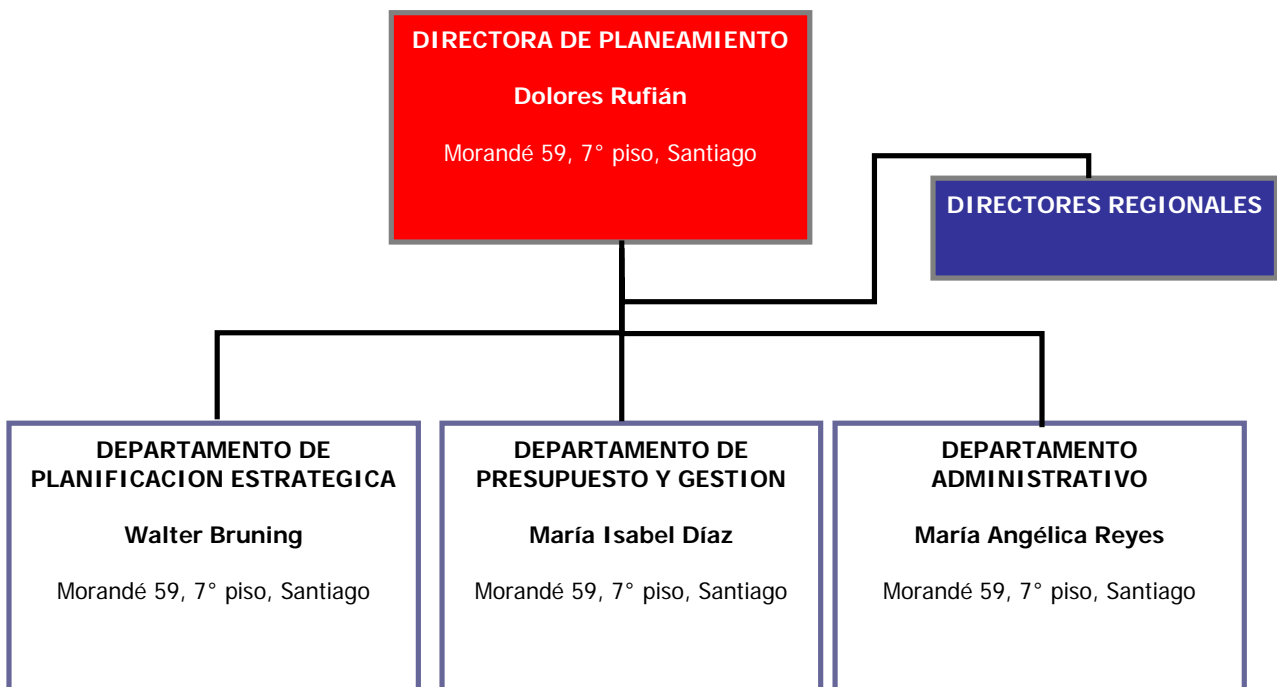 DIRECTORA DE PLANEAMIENTO
Dolores Rufián
Morandé 59, 7° piso, Santiago
DIRECTORES REGIONALES
DEPARTAMENTO DE
PLANIFICACION ESTRATEGICA
Walter Bruning
Morandé 59, 7° piso, Santiago
DEPARTAMENTO DE
PRESUPUESTO Y GESTION
María Isabel Díaz
Morandé 59, 7° piso, Santiago
DEPARTAMENTO
ADMINISTRATIVO
María Angélica Reyes
Morandé 59, 7° piso, Santiago